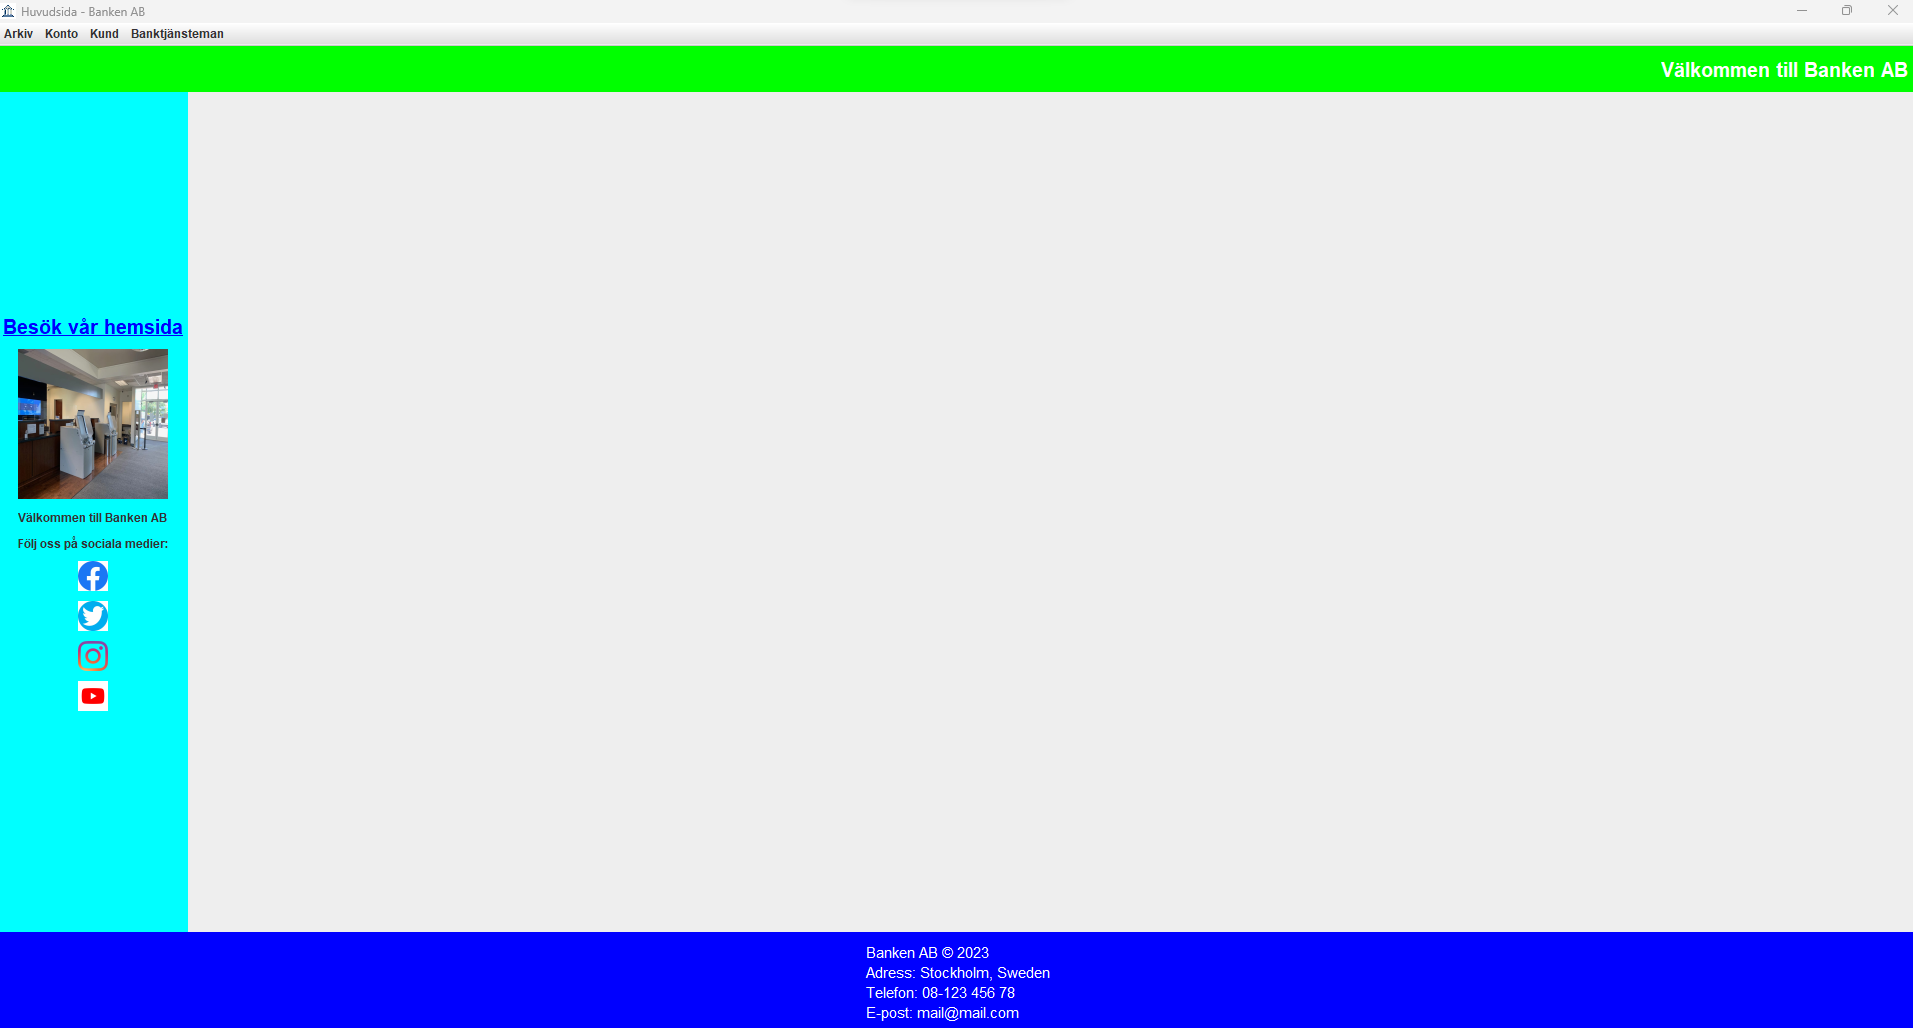 Huvudsida - Banken AB
Arkiv Konto Kund Banktjänsteman
Välkommen till Banken AB
Besök vår hemsida
Välkommen till Banken AB
Följ oss på sociala medier:
Banken AB © 2023
Adress: Stockholm, Sweden
Telefon: 08-123 456 78
E-post: mail@mail.com